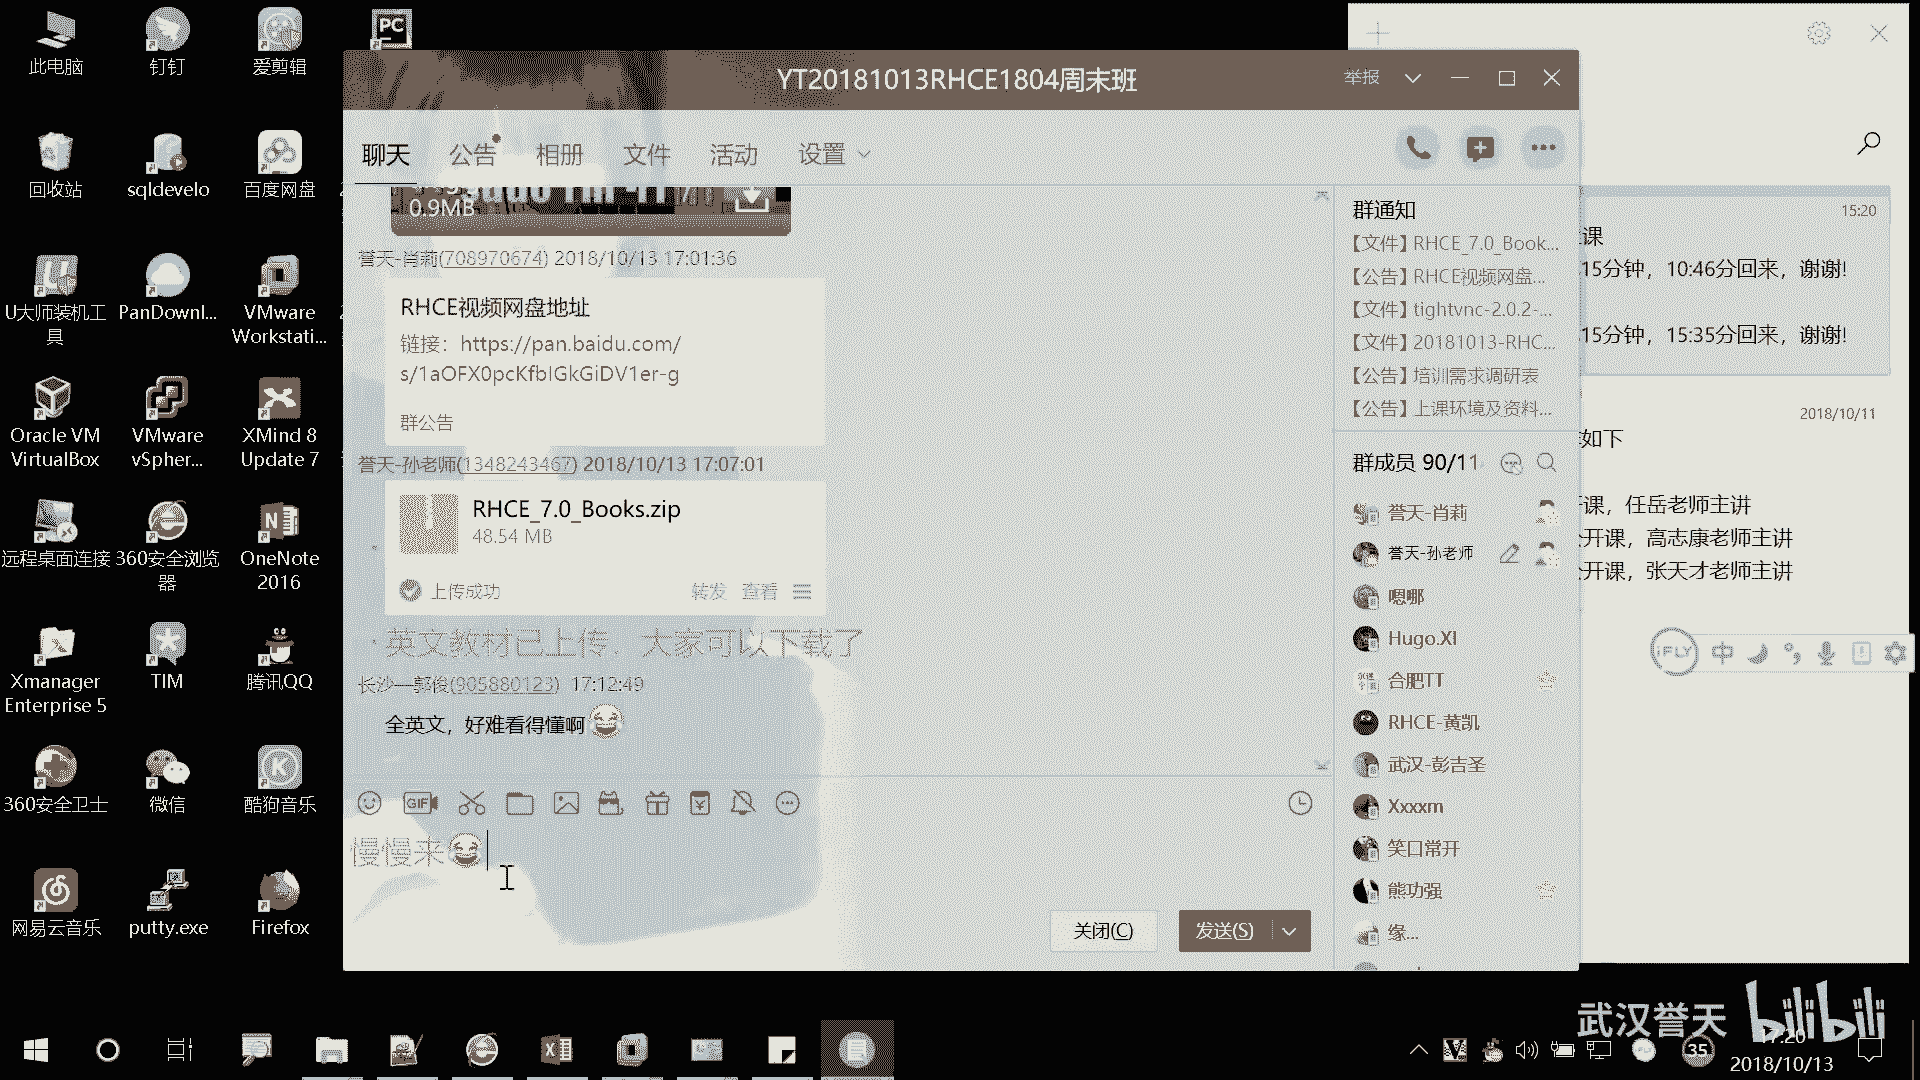 此电脑
钉钉
爱剪辑
回收站
sqldevelo
百度网盘
U大师装机工具
PanDownl...
VMware Workstati...
Oracle VM VirtualBox
VMware vSpher...
XMind 8 Update 7
远程桌面连接
360安全浏览器
OneNote 2016
Xmanager Enterprise 5
TIM
腾讯QQ
360安全卫士
微信
酷狗音乐
网易云音乐
putty.exe
Firefox
YT20181013RHCE1804周末班
举报
聊天 公告 相册 文件 活动 设置
0.9MB
誉天-肖莉(708970674) 2018/10/13 17:01:36
RHCE视频网盘地址
链接：https://pan.baidu.com/
s/1aOFX0pcKfbIGkGiDV1er-g
群公告
誉天-孙老师(1348243467) 2018/10/13 17:07:01
RHCE_7.0_Books.zip
48.54 MB
上传成功 转发 查看
英文教材已上传．大家可以下载了
长沙—郭俊(905880123) 17:12:49
全英文，好难看得懂啊
GIF
慢慢来
关闭(C) 发送(S)
群通知
【文件】RHCE_7.0_Book...
【公告】RHCE视频网盘...
【文件】tightvnc-2.0.2-...
【文件】20181013-RHC...
【公告】培训需求调研表
【公告】上课环境及资料...
群成员 90/11
誉天-肖莉
誉天-孙老师
嗯哪
Hugo.Xl
合肥TT
RHCE-黄凯
武汉-彭吉圣
Xxxxm
笑口常开
熊功强
缘...
15:20
课
15分钟，10:46分回来，谢谢!
15分钟，15:35分回来，谢谢!
2018/10/11
如下
课，任岳老师主讲
开课，高志康老师主讲
开课，张天才老师主讲
iFLY 中
武汉誉天 bilibili
35
17:20
2018/10/13